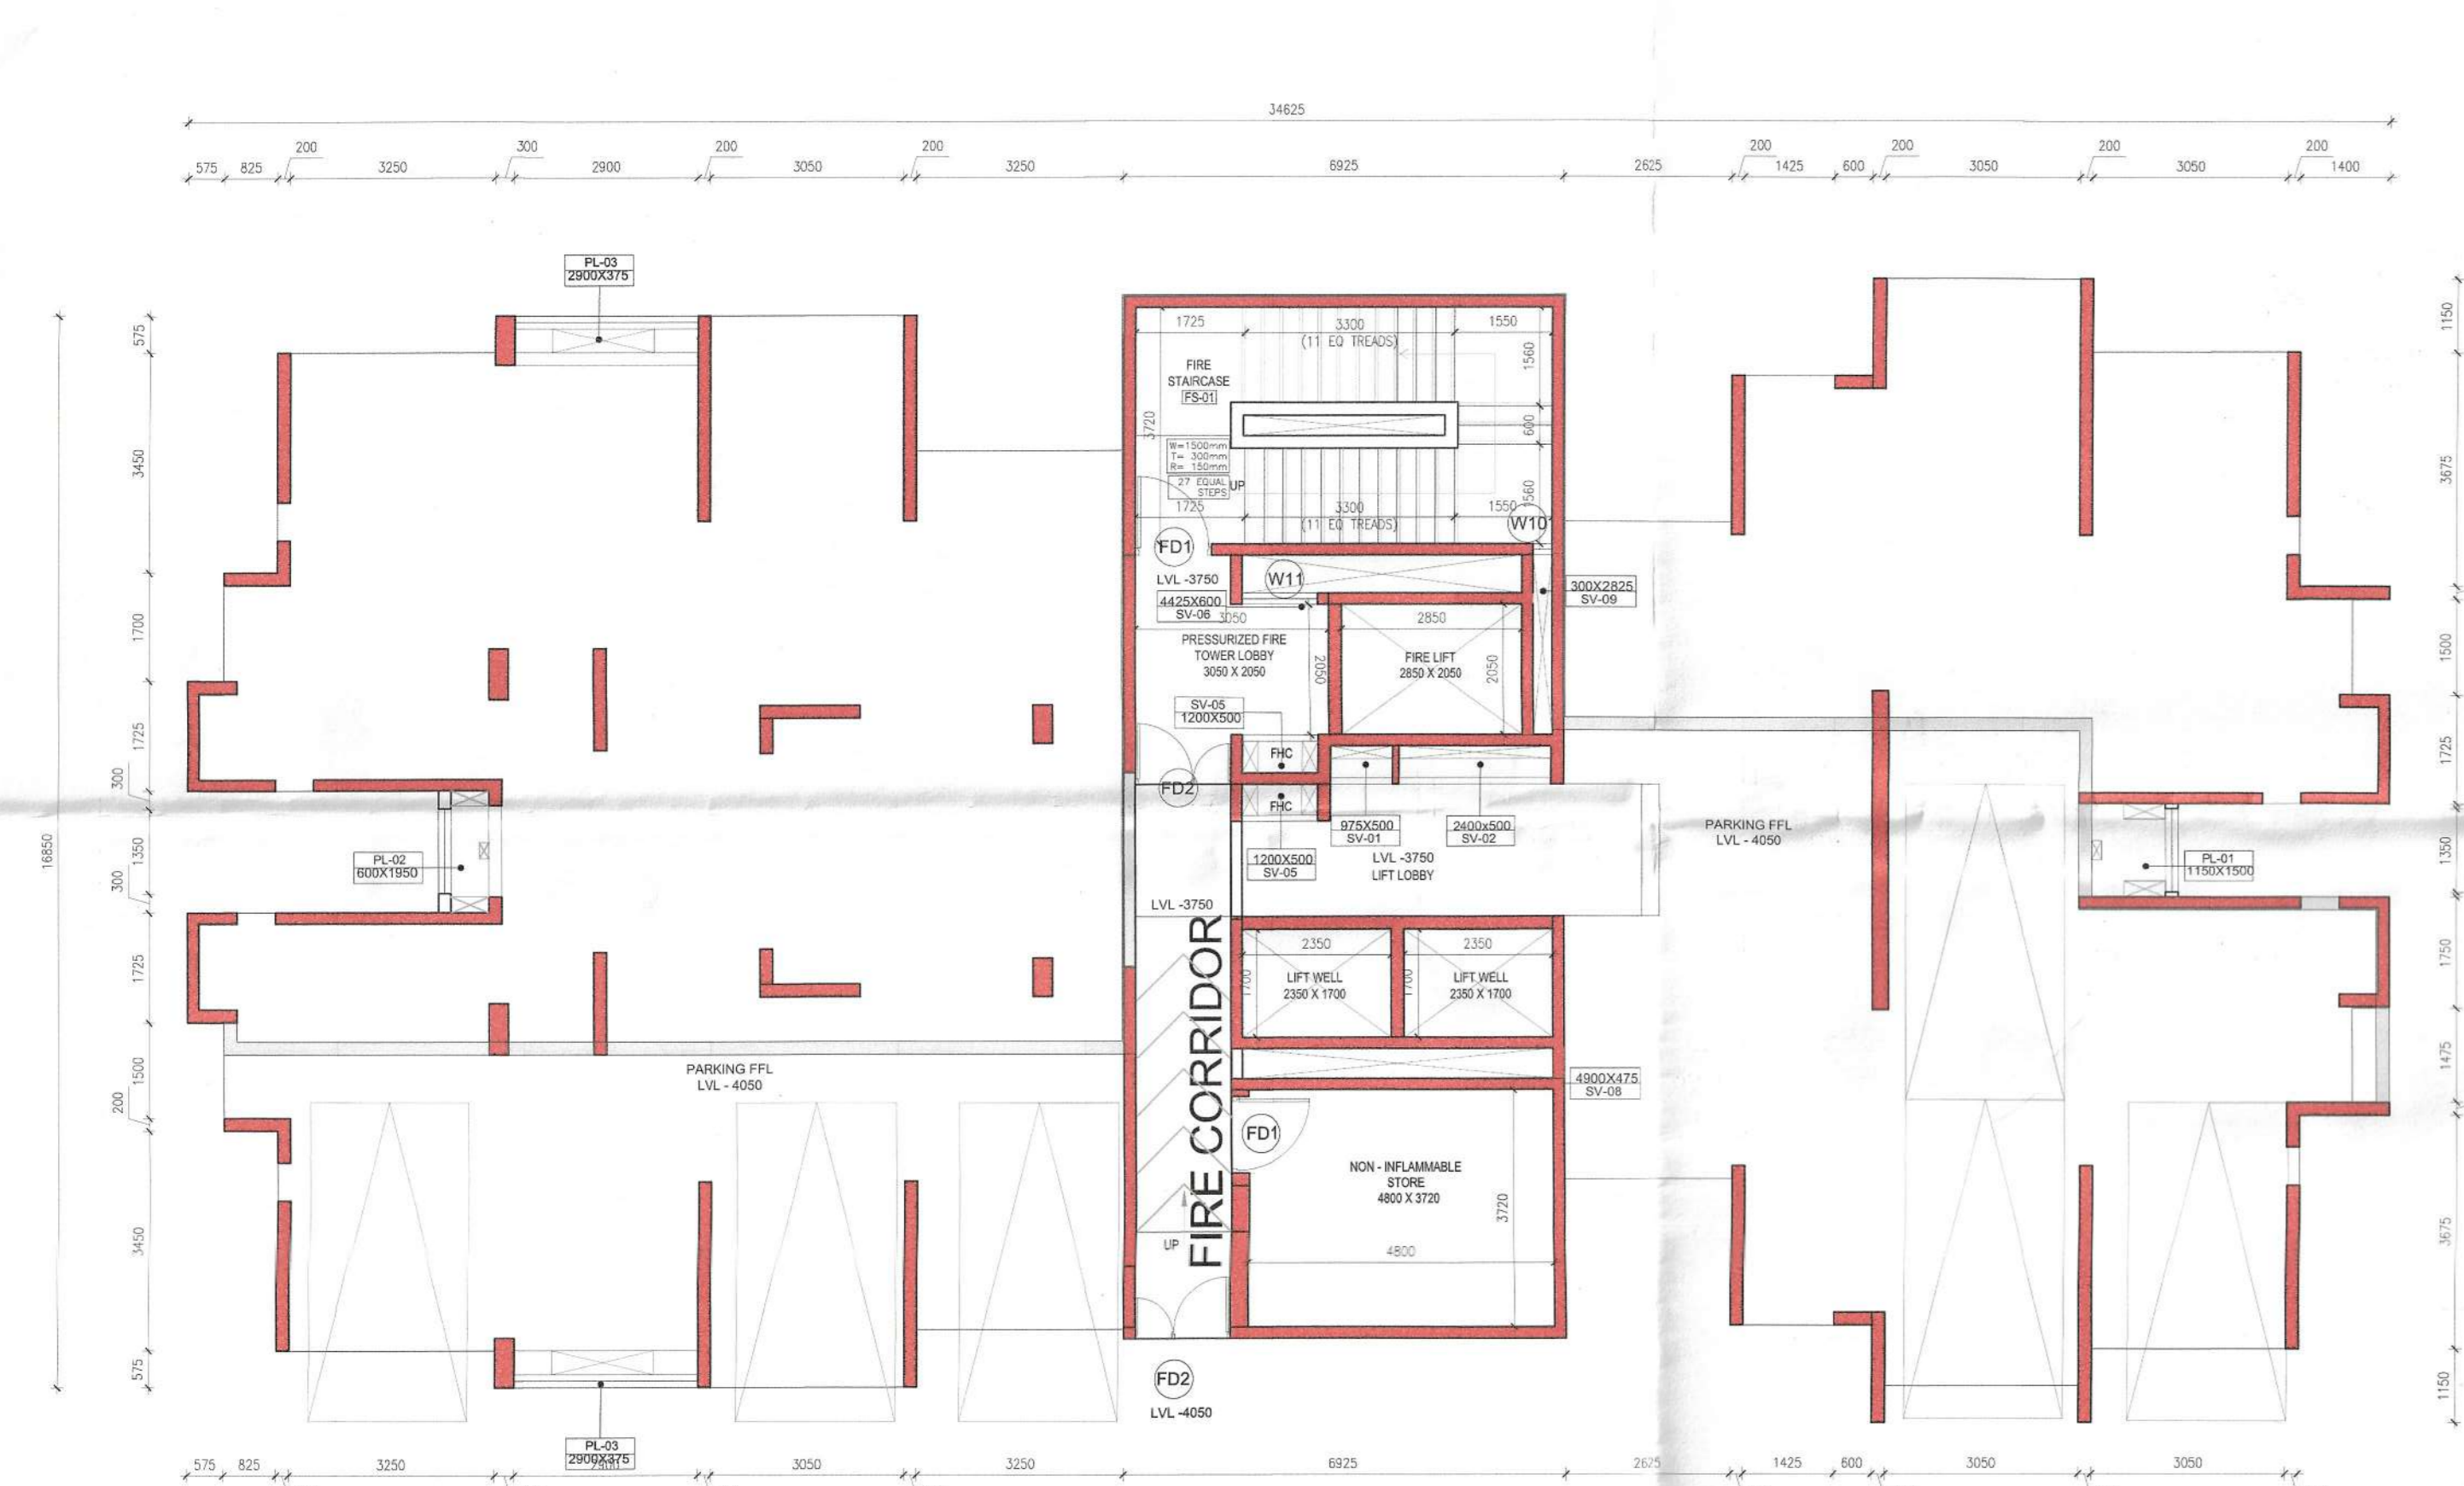 34625
200
300
200
200
200
200
200
200
575
825
3250
2900
3050
3250
6925
2625
1425
600
3050
3050
1400
PL-03
2900X375
16850
575
3450
1700
1725
300
1350
300
1725
1500
200
3450
575
1725
3300
(11 EQ TREADS)
1550
1560
FIRE
STAIRCASE
FS-01
3720
600
W=1500mm
T= 300mm
R= 150mm
27 EQUAL
STEPS
UP
1725
3300
(11 EQ TREADS)
1550
1560
W10
FD1
LVL -3750
W11
4425X600
SV-06
3050
2850
300X2825
SV-09
PRESSURIZED FIRE
TOWER LOBBY
3050 X 2050
2050
FIRE LIFT
2850 X 2050
2050
SV-05
1200X500
FHC
FD2
FHC
975X500
SV-01
2400x500
SV-02
1200X500
SV-05
LVL -3750
LIFT LOBBY
PARKING FFL
LVL - 4050
PL-02
600X1950
PL-01
1150X1500
LVL -3750
FIRE CORRIDOR
2350
2350
1700
LIFT WELL
2350 X 1700
1700
LIFT WELL
2350 X 1700
PARKING FFL
LVL - 4050
4900X475
SV-08
FD1
NON - INFLAMMABLE
STORE
4800 X 3720
3720
UP
4800
FD2
LVL -4050
1150
3675
1500
1725
1350
1750
1475
3675
1150
PL-03
2900X375
2900
575
825
3250
3050
3250
6925
2625
1425
600
3050
3050